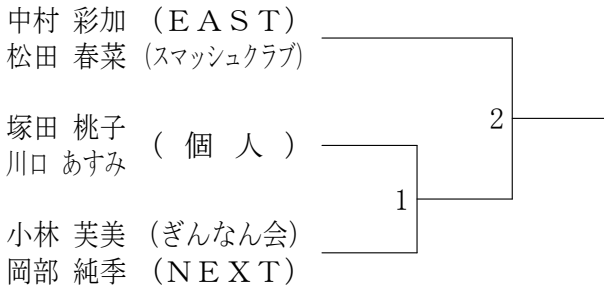 中村 彩加 (ＥＡＳＴ)
松田 春菜 (スマッシュクラブ)
2
塚田 桃子
( 個 人 )
川口 あすみ
1
小林 芙美 (ぎんなん会)
岡部 純季 (ＮＥＸＴ)